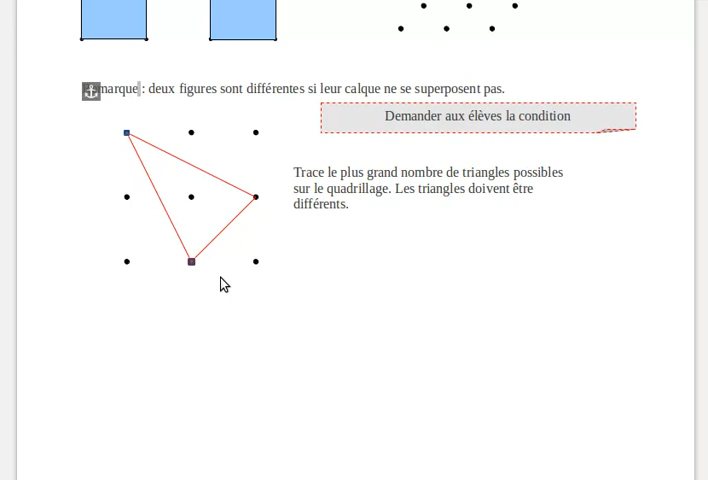 marque : deux figures sont différentes si leur calque ne se superposent pas.
Demander aux élèves la condition
Trace le plus grand nombre de triangles possibles
sur le quadrillage. Les triangles doivent être
différents.